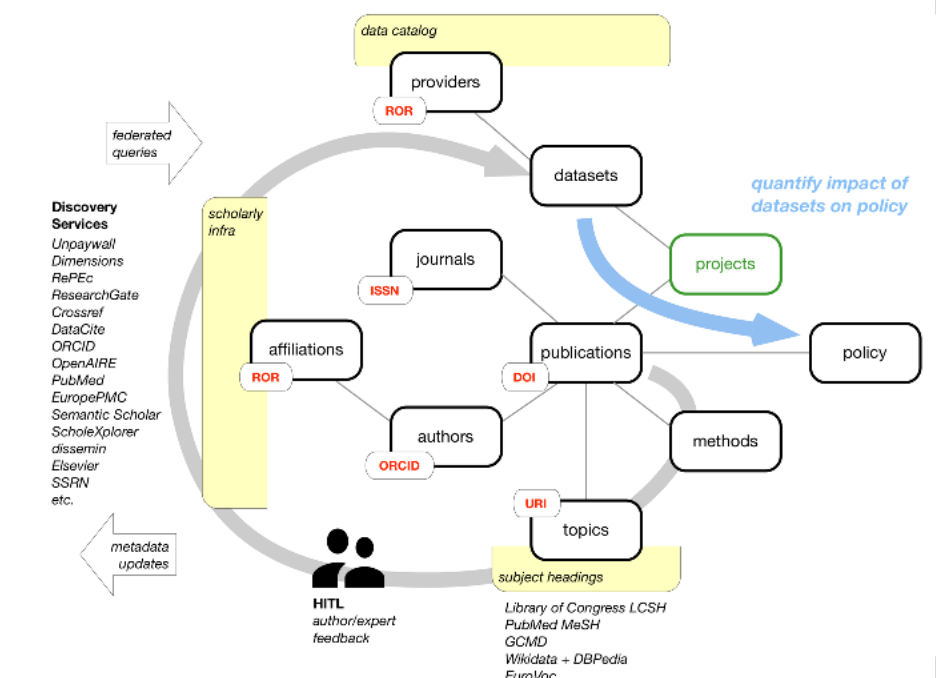 data catalog
providers
ROR
federated
queries
datasets
quantify impact of
datasets on policy
Discovery
Services
Unpaywall
Dimensions
RePEc
ResearchGate
Crossref
DataCite
ORCID
OpenAIRE
PubMed
EuropePMC
Semantic Scholar
ScholeXplorer
dissemin
Elsevier
SSRN
etc.
scholarly
infra
journals
ISSN
projects
affiliations
ROR
publications
DOI
policy
authors
ORCID
methods
URI
topics
metadata
updates
HITL
author/expert
feedback
subject headings
Library of Congress LCSH
PubMed MeSH
GCMD
Wikidata + DBPedia
EuroVoc